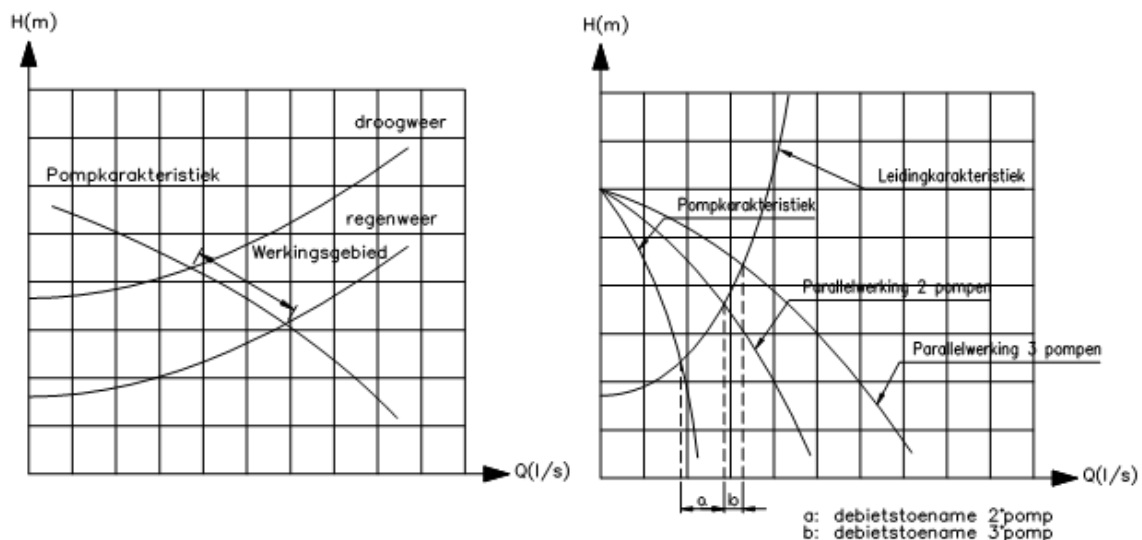 H(m)
droogweer
Pompkarakteristiek
regenweer
Werkingsgebied
Q(l/s)
H(m)
Leidingkarakteristiek
Pompkarakteristiek
Parallelwerking 2 pompen
Parallelwerking 3 pompen
Q(l/s)
a
b
a: debietstoename 2°pomp
b: debietstoename 3°pomp